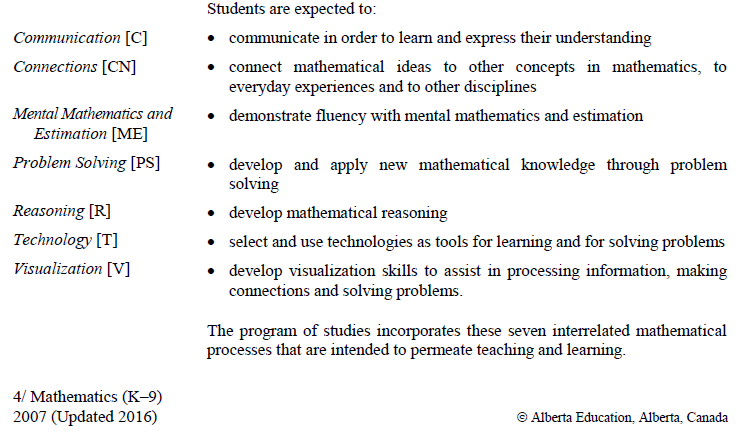 Students are expected to:
Communication [C] • communicate in order to learn and express their understanding
Connections [CN] • connect mathematical ideas to other concepts in mathematics, to
everyday experiences and to other disciplines
Mental Mathematics and • demonstrate fluency with mental mathematics and estimation
Estimation [ME]
Problem Solving [PS] • develop and apply new mathematical knowledge through problem
solving
Reasoning [R] • develop mathematical reasoning
Technology [T] • select and use technologies as tools for learning and for solving problems
Visualization [V] • develop visualization skills to assist in processing information, making
connections and solving problems.
The program of studies incorporates these seven interrelated mathematical
processes that are intended to permeate teaching and learning.
4/ Mathematics (K–9)
2007 (Updated 2016) © Alberta Education, Alberta, Canada